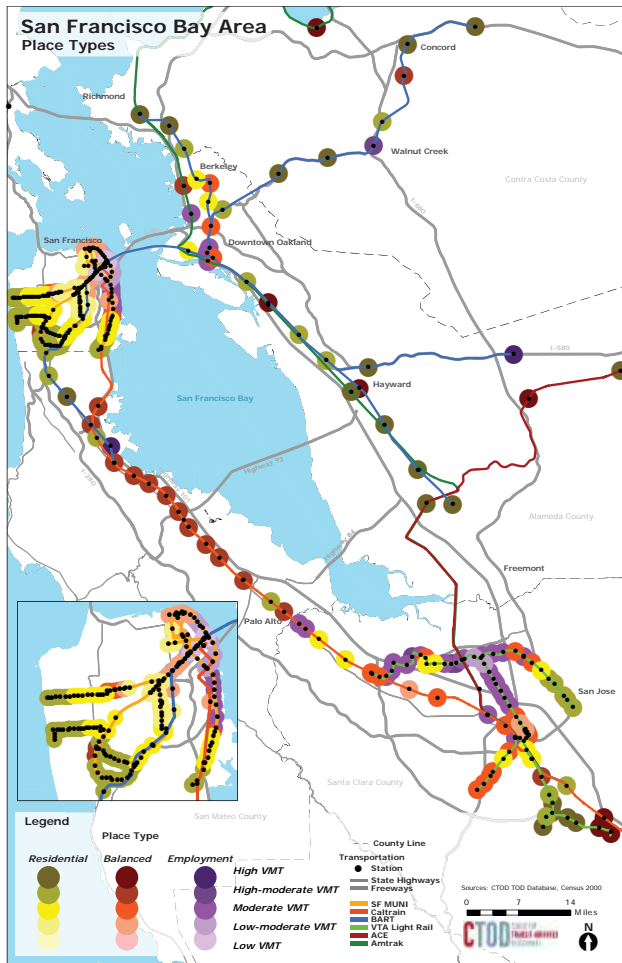 San Francisco Bay Area
Place Types
Concord
Richmond
Walnut Creek
Berkeley
Contra Costa County
I-680
San Francisco
Downtown Oakland
I-580
Hayward
San Francisco Bay
Highway 92
I-280
Highway 101
Alameda County
Highway 84
Freemont
Palo Alto
San Jose
Santa Clara County
San Mateo County
Legend
Place Type
Residential
Balanced
Employment
High VMT
High-moderate VMT
Moderate VMT
Low-moderate VMT
Low VMT
County Line
Transportation
Station
State Highways
Freeways
SF MUNI
Caltrain
BART
VTA Light Rail
ACE
Amtrak
Sources: CTOD TOD Database, Census 2000
0 7 14
Miles
N
CTOD